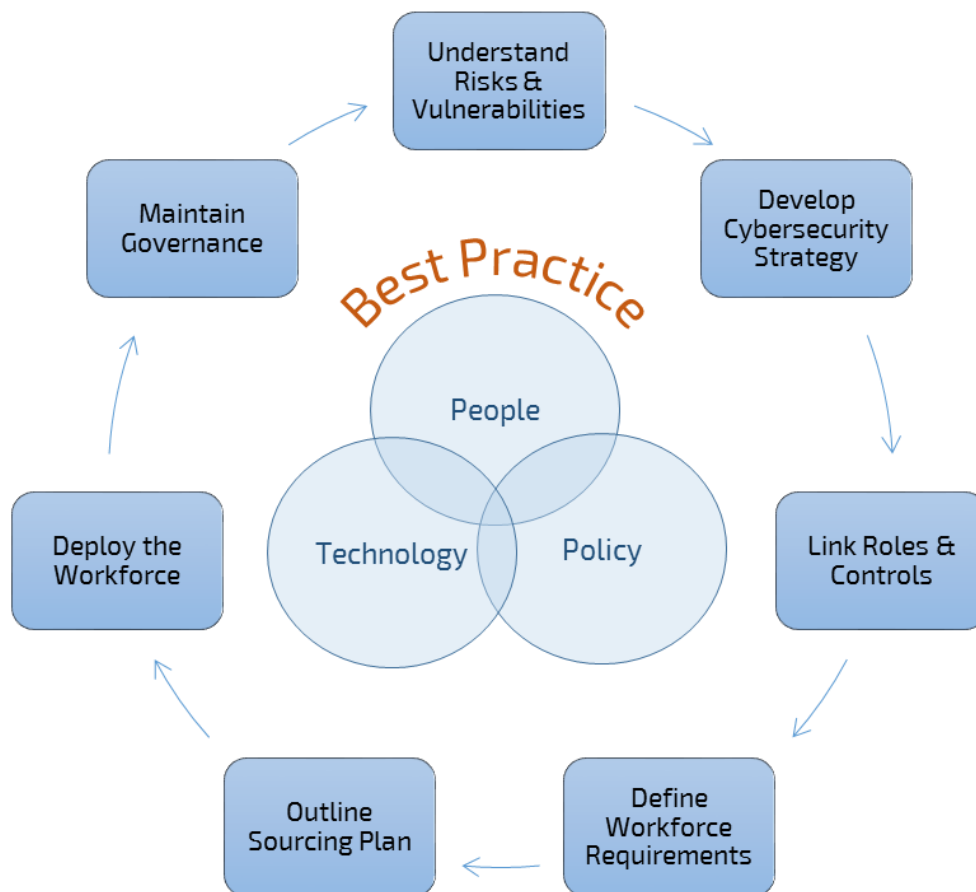 Understand
Risks &
Vulnerabilities
Develop
Cybersecurity
Strategy
Link Roles &
Controls
Define
Workforce
Requirements
Outline
Sourcing Plan
Deploy the
Workforce
Maintain
Governance
Best Practice
People
Technology
Policy